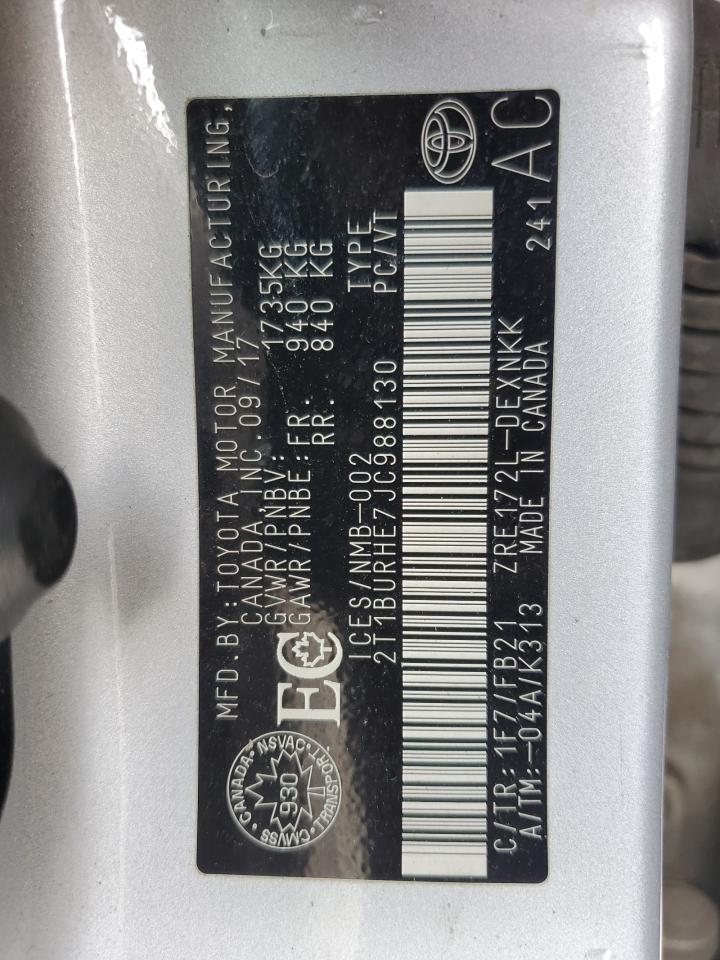 MFD. BY: TOYOTA MOTOR MANUFACTURING,
CANADA, INC. 09/17
GVWR/PNBV: 1735KG
GAWR/PNBE: FR: 940 KG
RR: 840 KG
CANADA • NSVAC • TRANSPORT • CMVSS •
930
EC
ICES/NMB-002 TYPE
2T1BURHE7JC988130 PC/VT
C/TR: 1F7/FB21 ZRE172L-DEXNKK
A/TM: -04A/K313 MADE IN CANADA
241 AC